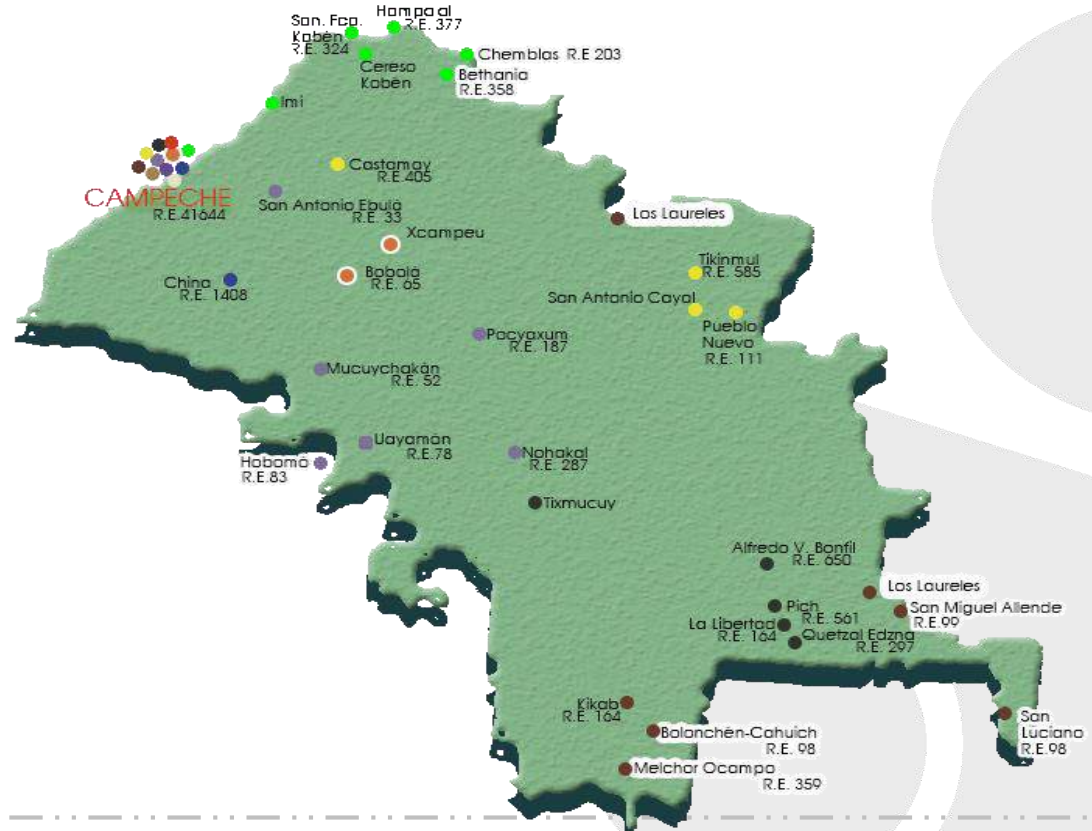 Hampaal
R.E. 377
San. Fco.
Kobén
R.E. 324
Cereso
Kobén
Chemblas R.E 203
Bethania
R.E.358
Imí
Castamay
R.E.405
CAMPECHE
R.E.41644
San Antonio Ebulá
R.E. 33
Los Laureles
Xcampeu
Bobolá
R.E. 65
China
R.E. 1408
Tikinmul
R.E. 585
San Antonio Cayal
Pueblo
Nuevo
R.E. 111
Pocyaxum
R.E. 187
Mucuychakán
R.E. 52
Uayamón
R.E.78
Hobomó
R.E.83
Nohakal
R.E. 287
Tixmucuy
Alfredo V. Bonfil
R.E. 650
Los Laureles
San Miguel Allende
R.E.99
Pich
R.E. 561
La Libertad
R.E. 164
Quetzal Edzna
R.E. 297
Kikab
R.E. 164
Bolonchén-Cahuich
R.E. 98
San
Luciano
R.E.98
Melchor Ocampo
R.E. 359